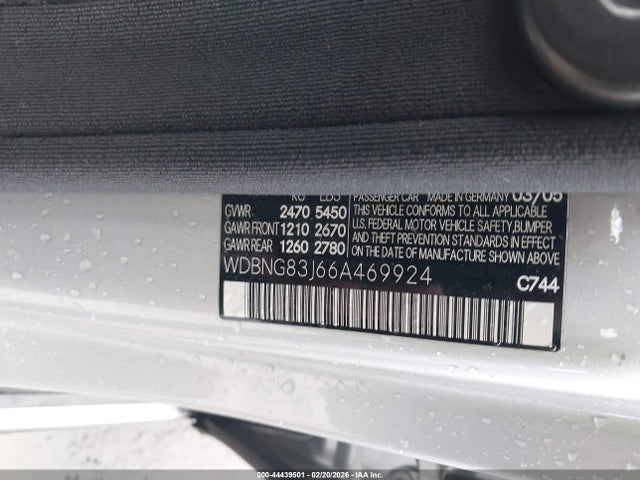 KG LBS
GVWR 2470 5450
GAWR FRONT 1210 2670
GAWR REAR 1260 2780
PASSENGER CAR MADE IN GERMANY 03/05
THIS VEHICLE CONFORMS TO ALL APPLICABLE
U.S. FEDERAL MOTOR VEHICLE SAFETY,BUMPER
AND THEFT PREVENTION STANDARDS IN EFFECT
ON THE DATE OF MANUFACTURE SHOWN ABOVE
WDBNG83J66A469924
C744
000-44439501 | 02/20/2026 - IAA Inc. | Owner